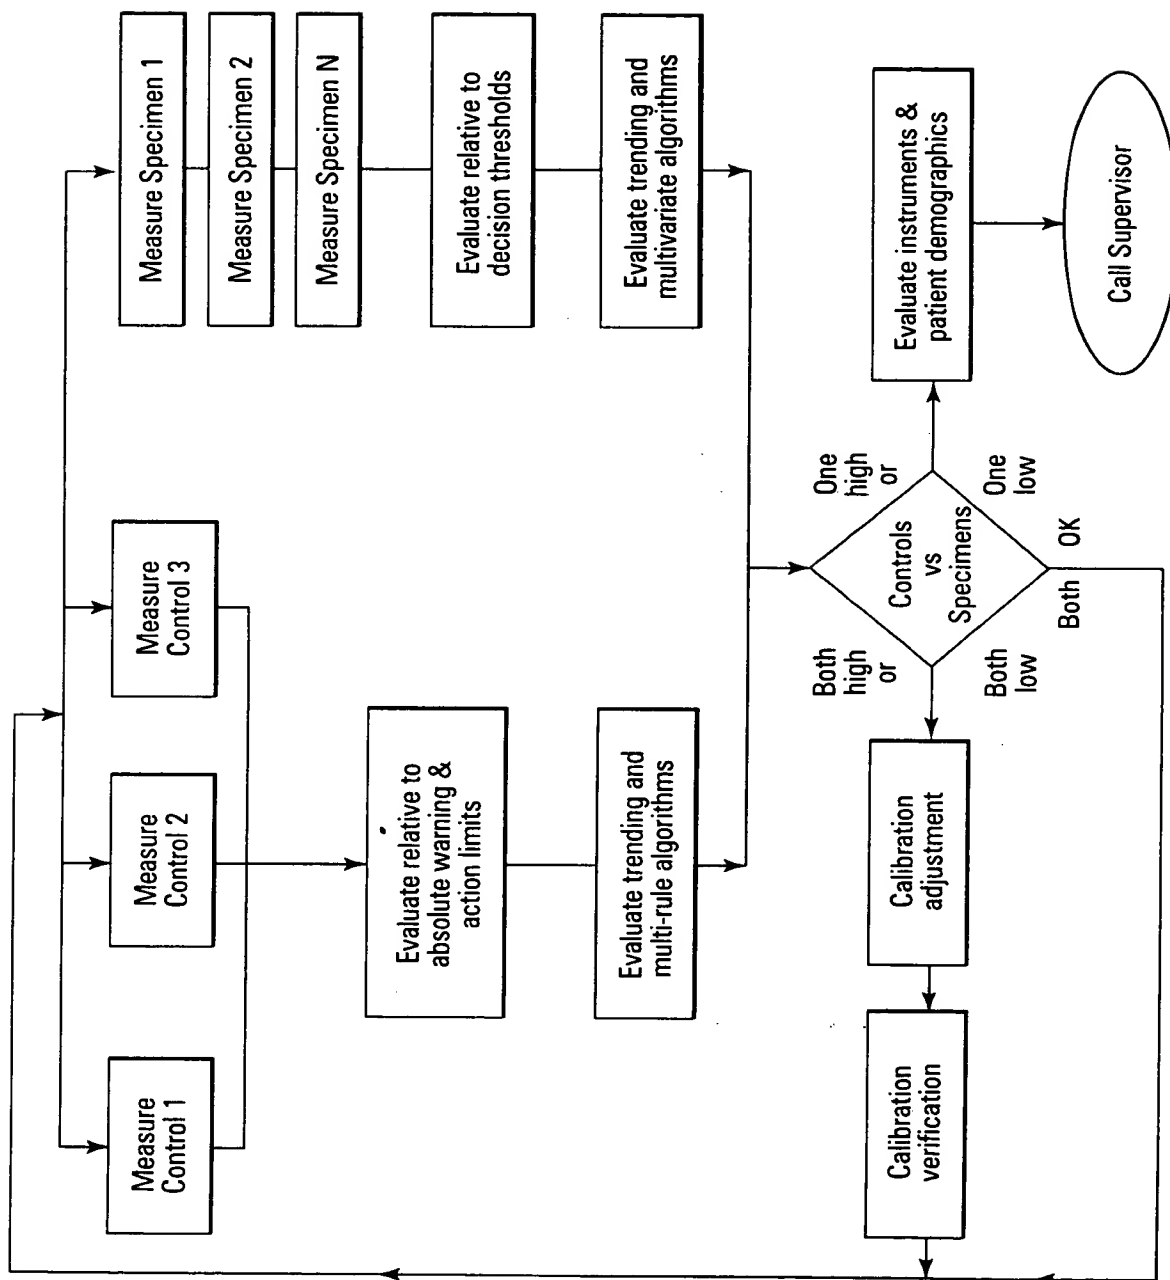 Measure
Control 1
Measure
Control 2
Measure
Control 3
Measure Specimen 1
Measure Specimen 2
Measure Specimen N
Evaluate relative to
absolute warning &
action limits
Evaluate relative to
decision thresholds
Evaluate trending and
multi-rule algorithms
Evaluate trending and
multivariate algorithms
Controls
vs
Specimens
Both
high
or
Both
low
One
high
or
One
low
Both
OK
Calibration
adjustment
Calibration
verification
Evaluate instruments &
patient demographics
Call Supervisor